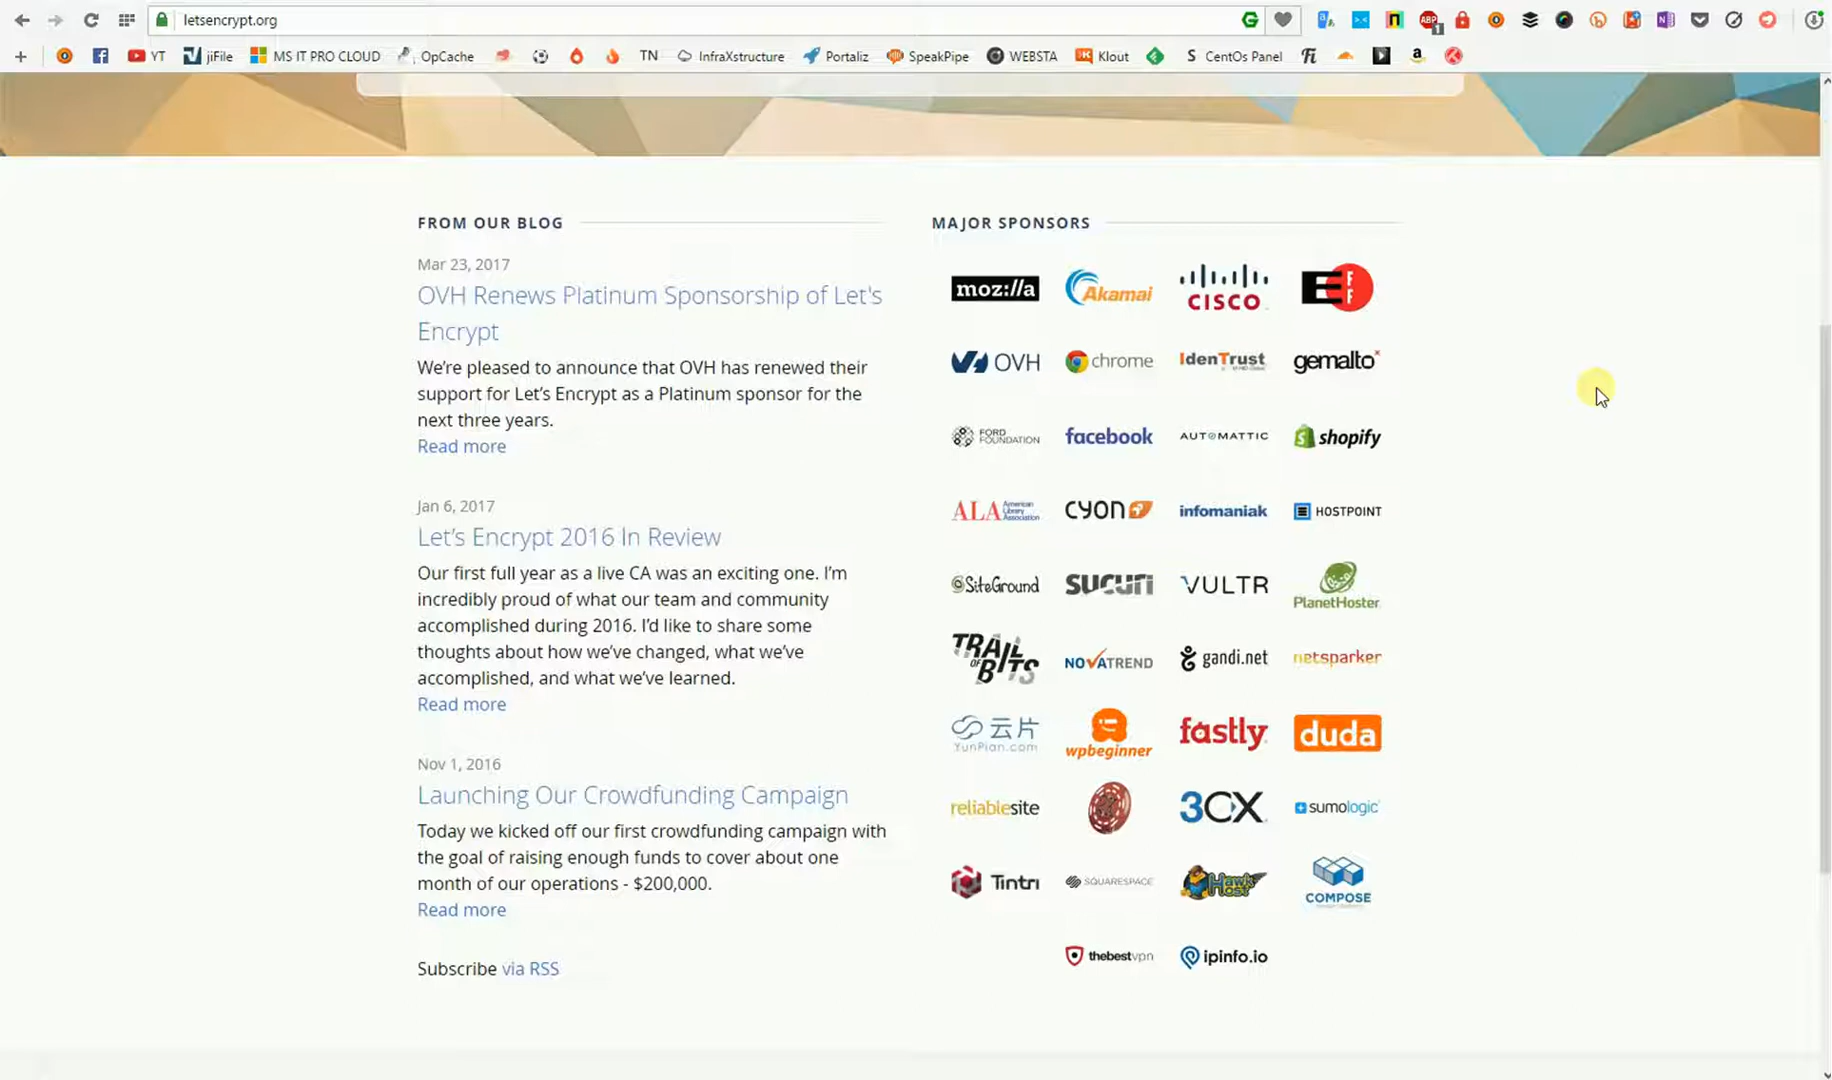 letsencrypt.org
ABP
1
YT
jiFile
MS IT PRO CLOUD
OpCache
TN
InfraXstructure
Portaliz
SpeakPipe
WEBSTA
Klout
S CentOs Panel
Fi
a
FROM OUR BLOG
Mar 23, 2017
OVH Renews Platinum Sponsorship of Let's
Encrypt
We're pleased to announce that OVH has renewed their
support for Let's Encrypt as a Platinum sponsor for the
next three years.
Read more
Jan 6, 2017
Let's Encrypt 2016 In Review
Our first full year as a live CA was an exciting one. I'm
incredibly proud of what our team and community
accomplished during 2016. I'd like to share some
thoughts about how we've changed, what we've
accomplished, and what we've learned.
Read more
Nov 1, 2016
Launching Our Crowdfunding Campaign
Today we kicked off our first crowdfunding campaign with
the goal of raising enough funds to cover about one
month of our operations - $200,000.
Read more
Subscribe via RSS
MAJOR SPONSORS
moz://a Akamai CISCO EFF
OVH chrome IdenTrust gemalto
FORD FOUNDATION facebook AUTOMATTIC shopify
ALA American Library Association CYON infomaniak HOSTPOINT
SiteGround SUCURI VULTR PlanetHoster
TRAIL OF BITS NOVATREND gandi.net netsparker
云片 YunPian.com wpbeginner fastly duda
reliablesite 3CX sumologic
Tintri SQUARESPACE HawkHost COMPOSE
thebestvpn ipinfo.io